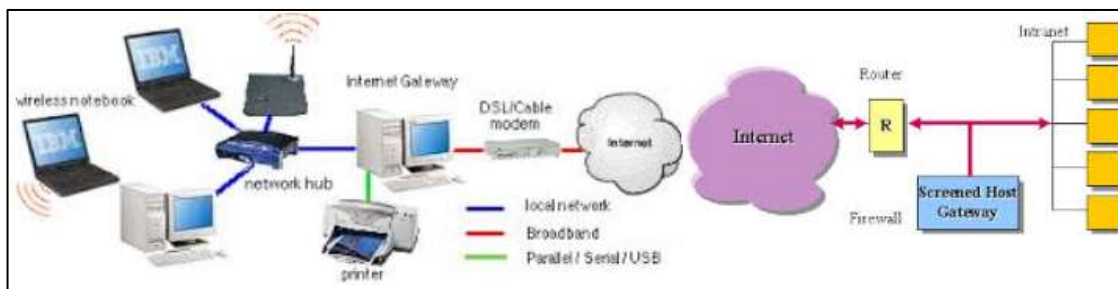 IBM
wireless notebook
IBM
network hub
Internet Gateway
DSL/Cable
modem
Internet
printer
local network
Broadband
Parallel / Serial / USB
Internet
Router
R
Firewall
Screened Host
Gateway
Intranet